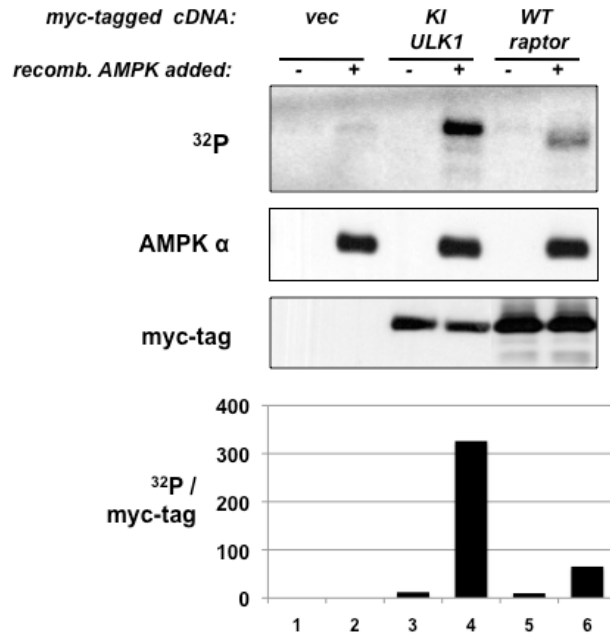 myc-tagged cDNA: vec KI WT
ULK1 raptor
recomb. AMPK added: - + - + - +
32P
AMPK α
myc-tag
400
300
32P /
myc-tag
200
100
0
1 2 3 4 5 6